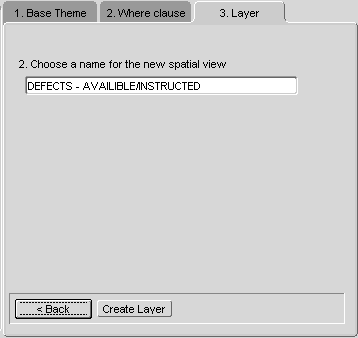 1. Base Theme 2. Where clause 3. Layer
2. Choose a name for the new spatial view
DEFECTS - AVAILIBLE/INSTRUCTED
< Back Create Layer